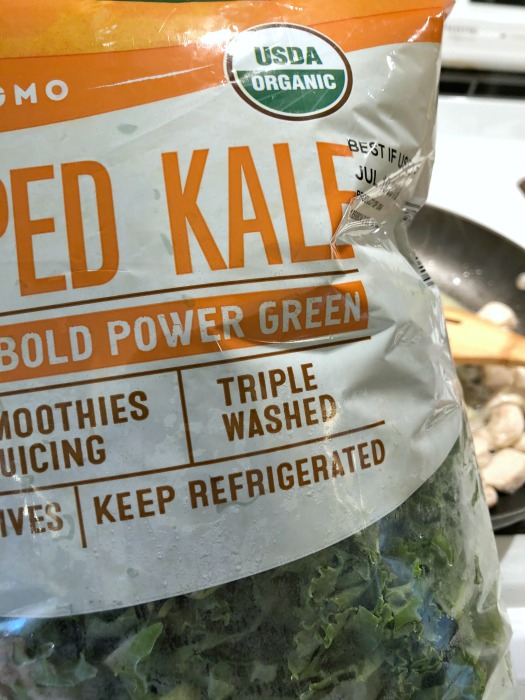 USDA
ORGANIC
GMO
BEST IF
JUL
PED KALE
BOLD POWER GREEN
MOOTHIES
UICING
TRIPLE
WASHED
IVES
KEEP REFRIGERATED